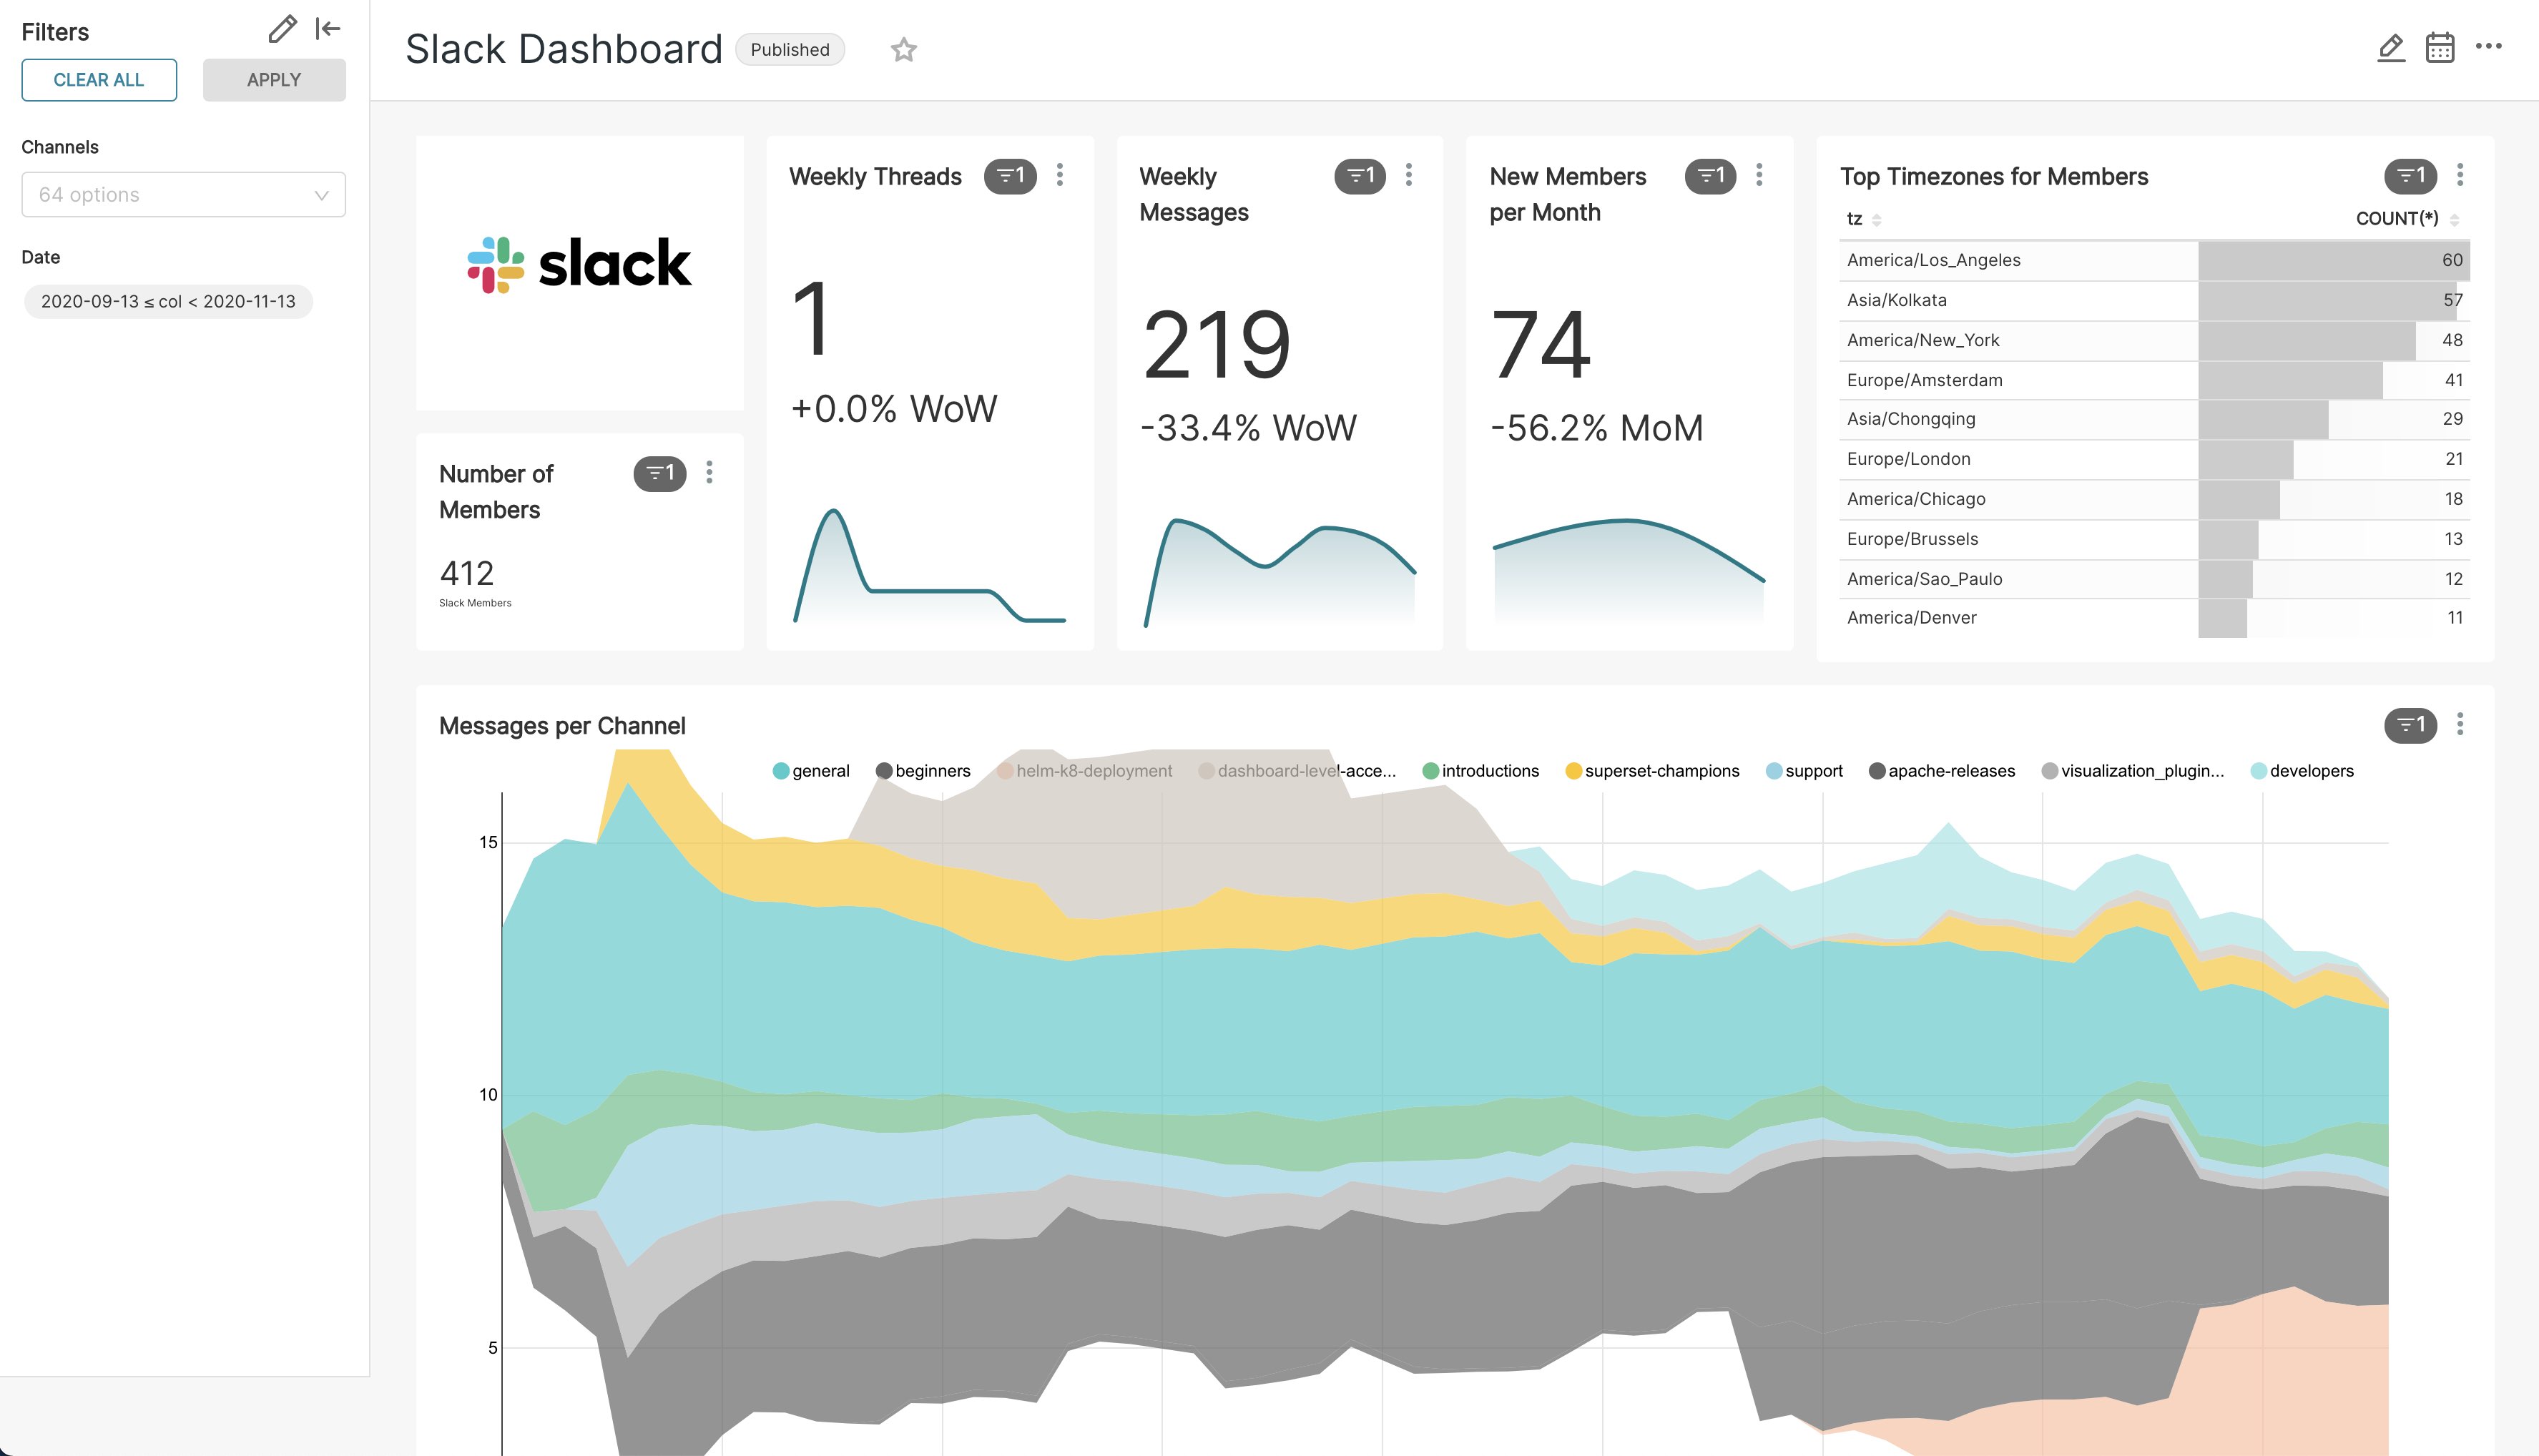 Filters
CLEAR ALL
APPLY
Channels
64 options
Date
2020-09-13 ≤ col < 2020-11-13
Slack Dashboard
Published
slack
Number of
Members
1
412
Slack Members
Weekly Threads
1
1
+0.0% WoW
Weekly
Messages
1
219
-33.4% WoW
New Members
per Month
1
74
-56.2% MoM
Top Timezones for Members
1
tz COUNT(*)
America/Los_Angeles 60
Asia/Kolkata 57
America/New_York 48
Europe/Amsterdam 41
Asia/Chongqing 29
Europe/London 21
America/Chicago 18
Europe/Brussels 13
America/Sao_Paulo 12
America/Denver 11
Messages per Channel
1
general beginners helm-k8-deployment dashboard-level-acce... introductions superset-champions support apache-releases visualization_plugin... developers
15
10
5